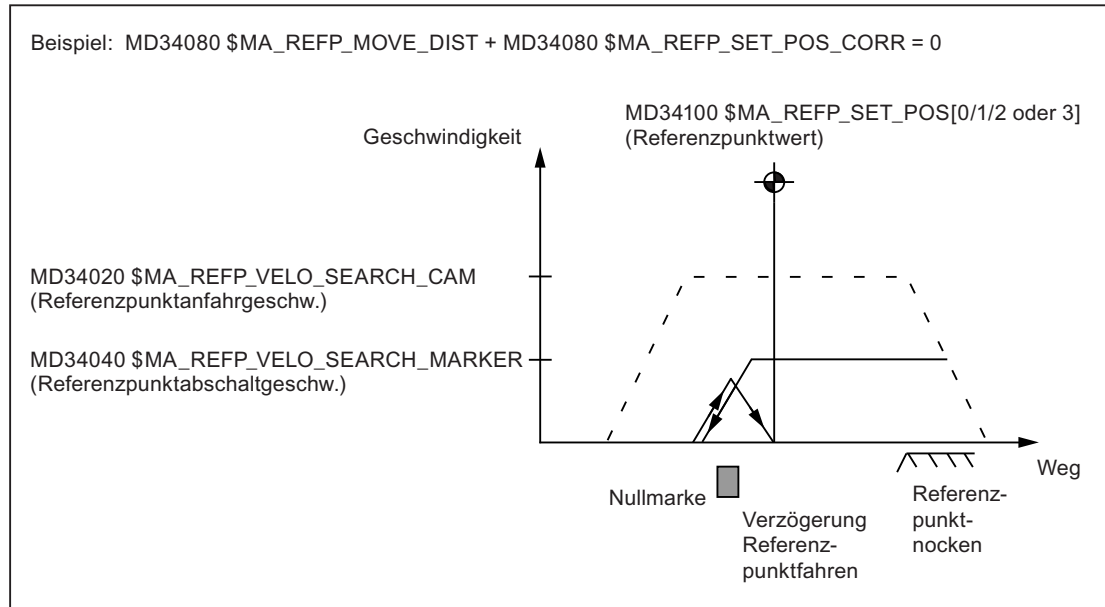 Beispiel: MD34080 $MA_REFP_MOVE_DIST + MD34080 $MA_REFP_SET_POS_CORR = 0
MD34100 $MA_REFP_SET_POS[0/1/2 oder 3]
(Referenzpunktwert)
Geschwindigkeit
MD34020 $MA_REFP_VELO_SEARCH_CAM
(Referenzpunktanfahrgeschw.)
MD34040 $MA_REFP_VELO_SEARCH_MARKER
(Referenzpunktabschaltgeschw.)
Weg
Nullmarke
Verzögerung
Referenz-
punktfahren
Referenz-
punkt-
nocken